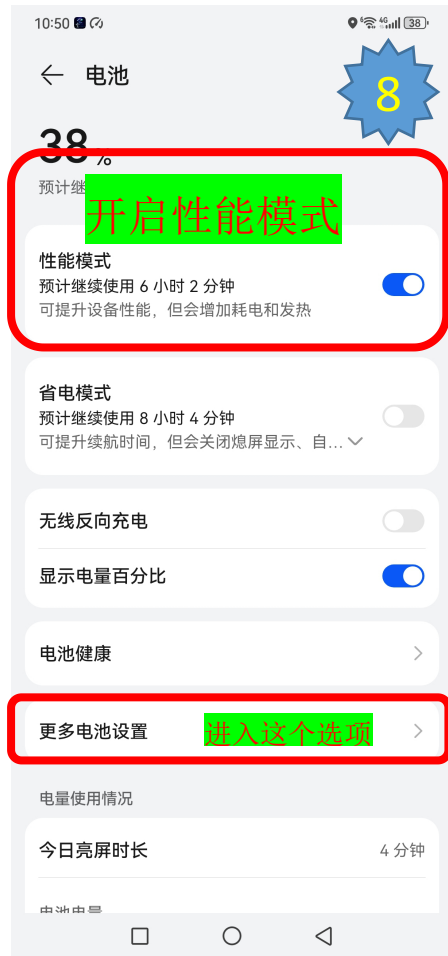 10:50
6 4G 38
电池
8
38%
预计继
开启性能模式
性能模式
预计继续使用 6 小时 2 分钟
可提升设备性能，但会增加耗电和发热
省电模式
预计继续使用 8 小时 4 分钟
可提升续航时间，但会关闭熄屏显示、自...
无线反向充电
显示电量百分比
电池健康
更多电池设置 进入这个选项
电量使用情况
今日亮屏时长 4 分钟
电池电量